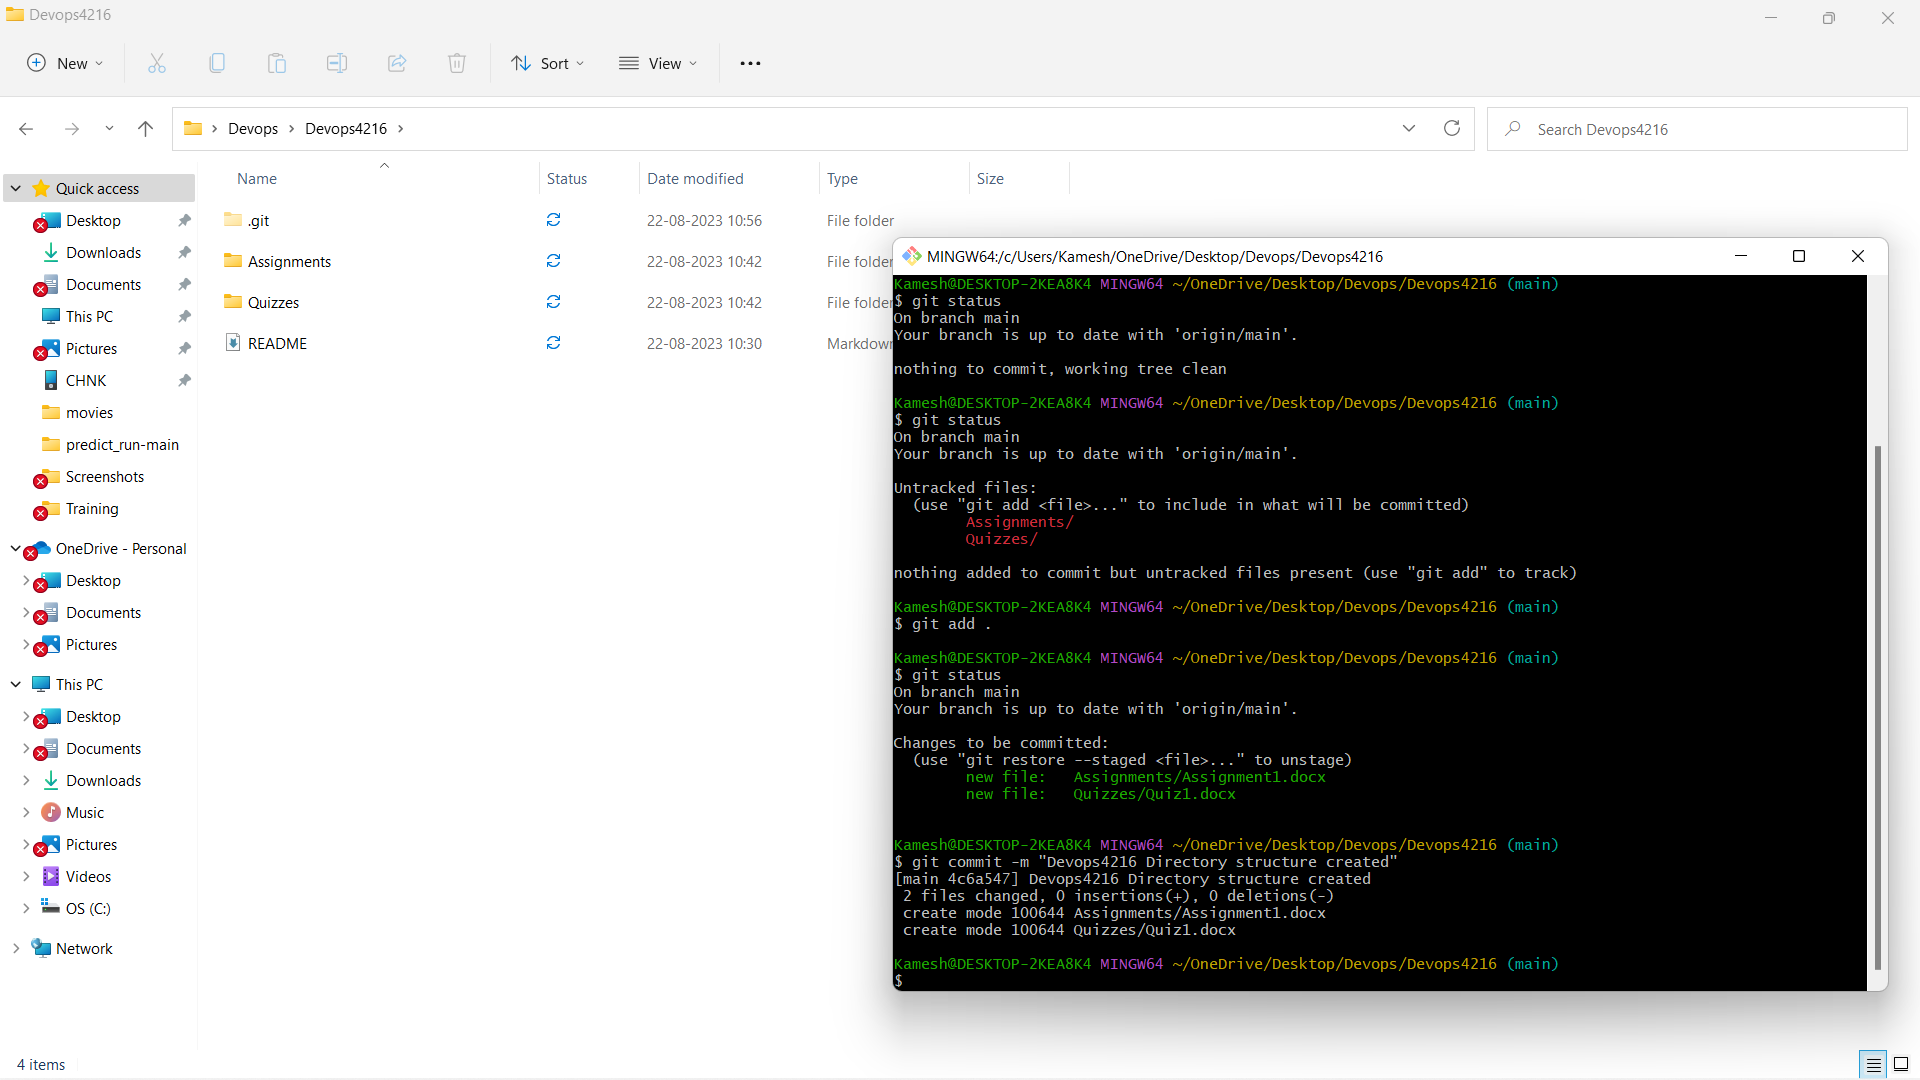 Devops4216
New
Sort
View
Devops > Devops4216 >
Search Devops4216
Name Status Date modified Type Size
.git 22-08-2023 10:56 File folder
Assignments 22-08-2023 10:42 File folder
Quizzes 22-08-2023 10:42 File folder
README 22-08-2023 10:30 Markdown
Quick access
Desktop
Downloads
Documents
This PC
Pictures
CHNK
movies
predict_run-main
Screenshots
Training
OneDrive - Personal
Desktop
Documents
Pictures
This PC
Desktop
Documents
Downloads
Music
Pictures
Videos
OS (C:)
Network
4 items
MINGW64:/c/Users/Kamesh/OneDrive/Desktop/Devops/Devops4216
Kamesh@DESKTOP-2KEA8K4 MINGW64 ~/OneDrive/Desktop/Devops/Devops4216 (main)
$ git status
On branch main
Your branch is up to date with 'origin/main'.
nothing to commit, working tree clean
Kamesh@DESKTOP-2KEA8K4 MINGW64 ~/OneDrive/Desktop/Devops/Devops4216 (main)
$ git status
On branch main
Your branch is up to date with 'origin/main'.
Untracked files:
(use "git add <file>..." to include in what will be committed)
Assignments/
Quizzes/
nothing added to commit but untracked files present (use "git add" to track)
Kamesh@DESKTOP-2KEA8K4 MINGW64 ~/OneDrive/Desktop/Devops/Devops4216 (main)
$ git add .
Kamesh@DESKTOP-2KEA8K4 MINGW64 ~/OneDrive/Desktop/Devops/Devops4216 (main)
$ git status
On branch main
Your branch is up to date with 'origin/main'.
Changes to be committed:
(use "git restore --staged <file>..." to unstage)
new file: Assignments/Assignment1.docx
new file: Quizzes/Quiz1.docx
Kamesh@DESKTOP-2KEA8K4 MINGW64 ~/OneDrive/Desktop/Devops/Devops4216 (main)
$ git commit -m "Devops4216 Directory structure created"
[main 4c6a547] Devops4216 Directory structure created
2 files changed, 0 insertions(+), 0 deletions(-)
create mode 100644 Assignments/Assignment1.docx
create mode 100644 Quizzes/Quiz1.docx
Kamesh@DESKTOP-2KEA8K4 MINGW64 ~/OneDrive/Desktop/Devops/Devops4216 (main)
$